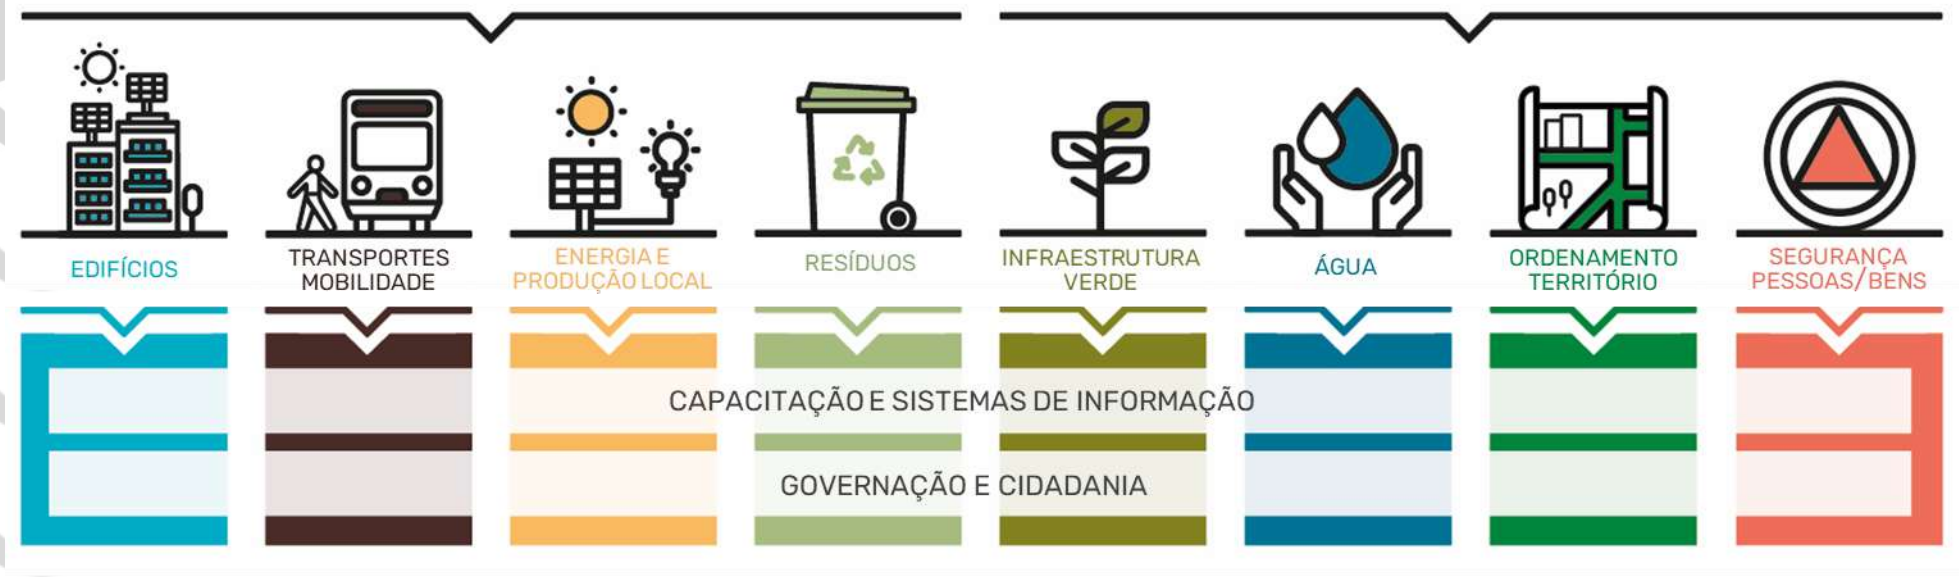 EDIFÍCIOS
TRANSPORTES
MOBILIDADE
ENERGIA E
PRODUÇÃO LOCAL
RESÍDUOS
INFRAESTRUTURA
VERDE
ÁGUA
ORDENAMENTO
TERRITÓRIO
SEGURANÇA
PESSOAS/BENS
CAPACITAÇÃO E SISTEMAS DE INFORMAÇÃO
GOVERNAÇÃO E CIDADANIA